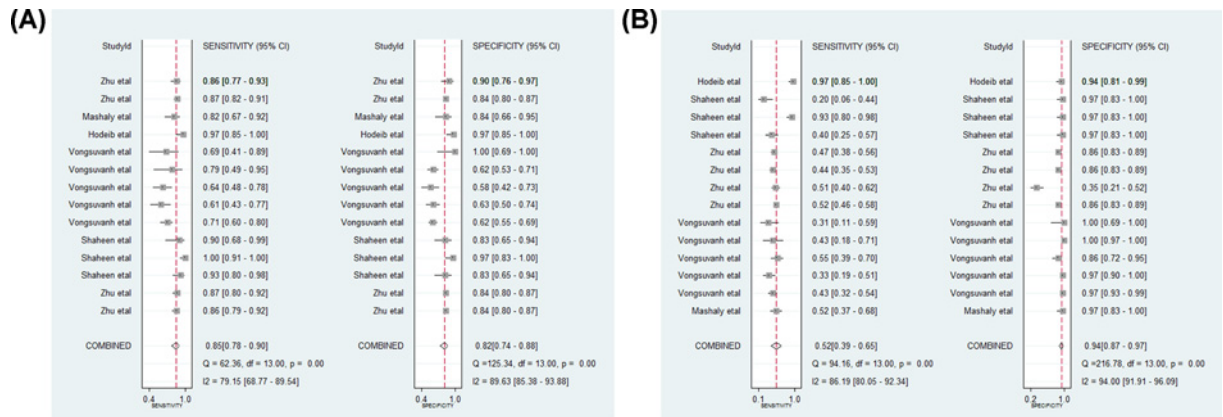 (A)
StudyId SENSITIVITY (95% CI) StudyId SPECIFICITY (95% CI)
Zhu etal 0.86 [0.77 - 0.93] Zhu etal 0.90 [0.76 - 0.97]
Zhu etal 0.87 [0.82 - 0.91] Zhu etal 0.84 [0.80 - 0.87]
Mashaly etal 0.82 [0.67 - 0.92] Mashaly etal 0.84 [0.66 - 0.95]
Hodeib etal 0.97 [0.85 - 1.00] Hodeib etal 0.97 [0.85 - 1.00]
Vongsuvanh etal 0.69 [0.41 - 0.89] Vongsuvanh etal 1.00 [0.69 - 1.00]
Vongsuvanh etal 0.79 [0.49 - 0.95] Vongsuvanh etal 0.62 [0.53 - 0.71]
Vongsuvanh etal 0.64 [0.48 - 0.78] Vongsuvanh etal 0.58 [0.42 - 0.73]
Vongsuvanh etal 0.61 [0.43 - 0.77] Vongsuvanh etal 0.63 [0.50 - 0.74]
Vongsuvanh etal 0.71 [0.60 - 0.80] Vongsuvanh etal 0.62 [0.55 - 0.69]
Shaheen etal 0.90 [0.68 - 0.99] Shaheen etal 0.83 [0.65 - 0.94]
Shaheen etal 1.00 [0.91 - 1.00] Shaheen etal 0.97 [0.83 - 1.00]
Shaheen etal 0.93 [0.80 - 0.98] Shaheen etal 0.83 [0.65 - 0.94]
Zhu etal 0.87 [0.80 - 0.92] Zhu etal 0.84 [0.80 - 0.87]
Zhu etal 0.86 [0.79 - 0.92] Zhu etal 0.84 [0.80 - 0.87]
COMBINED 0.85[0.78 - 0.90] COMBINED 0.82[0.74 - 0.88]
Q = 62.36, df = 13.00, p = 0.00 Q =125.34, df = 13.00, p = 0.00
I2 = 79.15 [68.77 - 89.54] I2 = 89.63 [85.38 - 93.88]
0.4 1.0 0.4 1.0
SENSITIVITY SPECIFICITY
(B)
StudyId SENSITIVITY (95% CI) StudyId SPECIFICITY (95% CI)
Hodeib etal 0.97 [0.85 - 1.00] Hodeib etal 0.94 [0.81 - 0.99]
Shaheen etal 0.20 [0.06 - 0.44] Shaheen etal 0.97 [0.83 - 1.00]
Shaheen etal 0.93 [0.80 - 0.98] Shaheen etal 0.97 [0.83 - 1.00]
Shaheen etal 0.40 [0.25 - 0.57] Shaheen etal 0.97 [0.83 - 1.00]
Zhu etal 0.47 [0.38 - 0.56] Zhu etal 0.86 [0.83 - 0.89]
Zhu etal 0.44 [0.35 - 0.53] Zhu etal 0.86 [0.83 - 0.89]
Zhu etal 0.51 [0.40 - 0.62] Zhu etal 0.35 [0.21 - 0.52]
Zhu etal 0.52 [0.46 - 0.58] Zhu etal 0.86 [0.83 - 0.89]
Vongsuvanh etal 0.31 [0.11 - 0.59] Vongsuvanh etal 1.00 [0.69 - 1.00]
Vongsuvanh etal 0.43 [0.18 - 0.71] Vongsuvanh etal 1.00 [0.97 - 1.00]
Vongsuvanh etal 0.55 [0.39 - 0.70] Vongsuvanh etal 0.86 [0.72 - 0.95]
Vongsuvanh etal 0.33 [0.19 - 0.51] Vongsuvanh etal 0.97 [0.90 - 1.00]
Vongsuvanh etal 0.43 [0.32 - 0.54] Vongsuvanh etal 0.97 [0.93 - 0.99]
Mashaly etal 0.52 [0.37 - 0.68] Mashaly etal 0.97 [0.83 - 1.00]
COMBINED 0.52[0.39 - 0.65] COMBINED 0.94[0.87 - 0.97]
Q = 94.16, df = 13.00, p = 0.00 Q =216.78, df = 13.00, p = 0.00
I2 = 86.19 [80.05 - 92.34] I2 = 94.00 [91.91 - 96.09]
0.1 1.0 0.2 1.0
SENSITIVITY SPECIFICITY